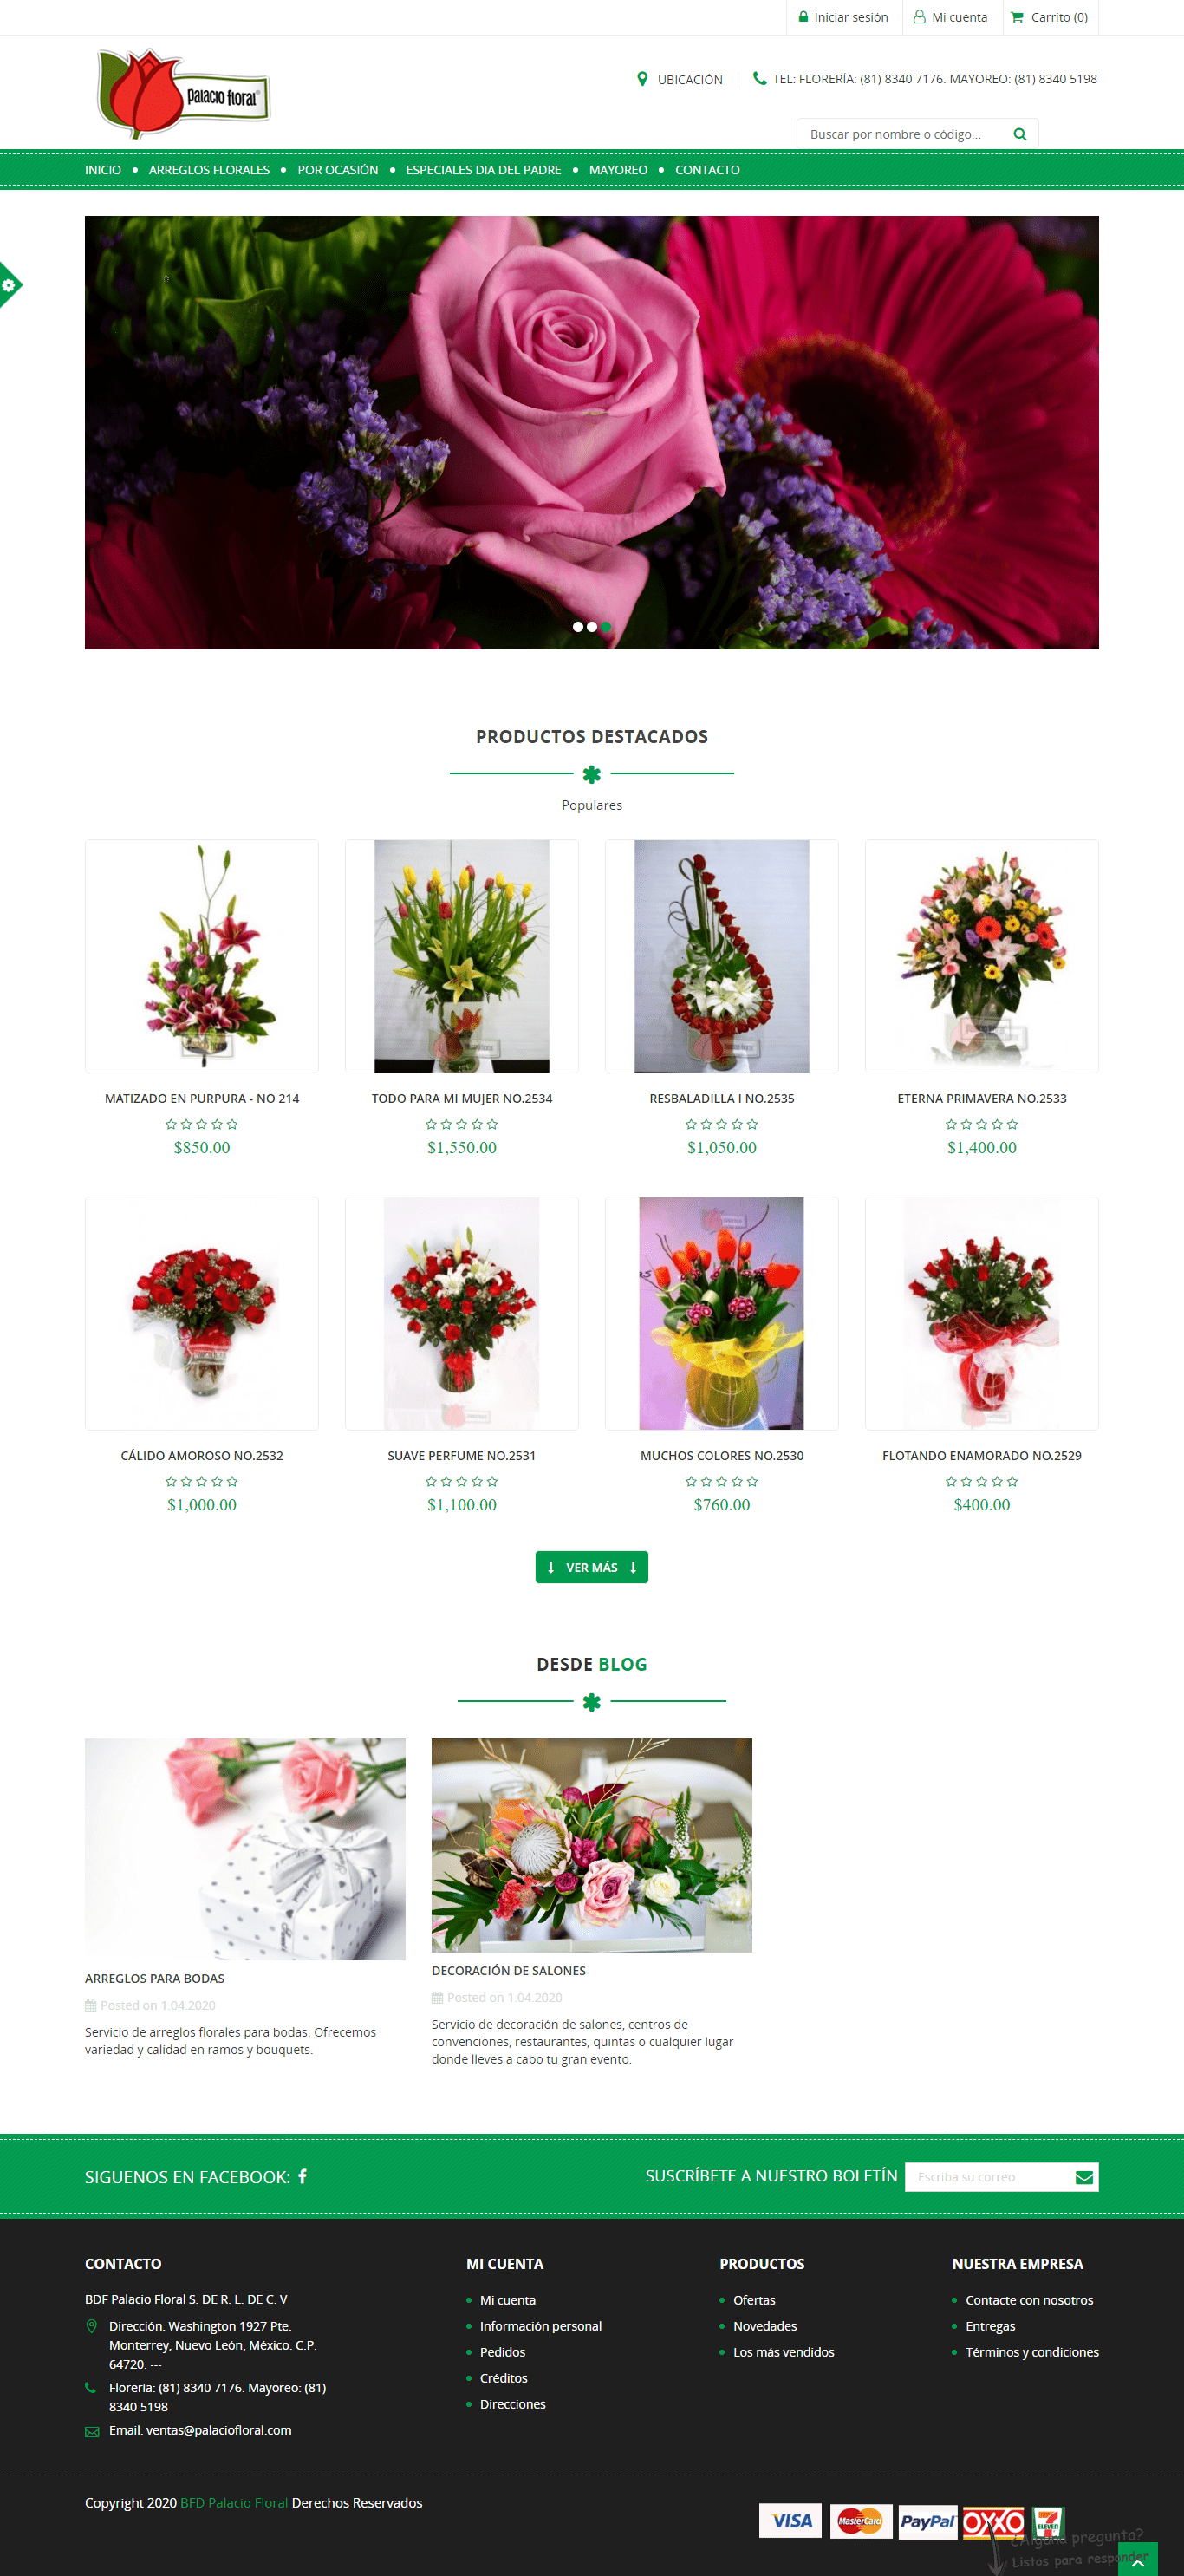 Iniciar sesión
Mi cuenta
Carrito (0)
palacio floral®
UBICACIÓN
TEL: FLORERÍA: (81) 8340 7176. MAYOREO: (81) 8340 5198
Buscar por nombre o código...
INICIO
ARREGLOS FLORALES
POR OCASIÓN
ESPECIALES DIA DEL PADRE
MAYOREO
CONTACTO
PRODUCTOS DESTACADOS
Populares
MATIZADO EN PURPURA - NO 214
$850.00
TODO PARA MI MUJER NO.2534
$1,550.00
RESBALADILLA I NO.2535
$1,050.00
ETERNA PRIMAVERA NO.2533
$1,400.00
CÁLIDO AMOROSO NO.2532
$1,000.00
SUAVE PERFUME NO.2531
$1,100.00
MUCHOS COLORES NO.2530
$760.00
FLOTANDO ENAMORADO NO.2529
$400.00
VER MÁS
DESDE BLOG
ARREGLOS PARA BODAS
Posted on 1.04.2020
Servicio de arreglos florales para bodas. Ofrecemos
variedad y calidad en ramos y bouquets.
DECORACIÓN DE SALONES
Posted on 1.04.2020
Servicio de decoración de salones, centros de
convenciones, restaurantes, quintas o cualquier lugar
donde lleves a cabo tu gran evento.
SIGUENOS EN FACEBOOK:
SUSCRÍBETE A NUESTRO BOLETÍN
Escriba su correo
CONTACTO
BDF Palacio Floral S. DE R. L. DE C. V
Dirección: Washington 1927 Pte.
Monterrey, Nuevo León, México. C.P.
64720. ---
Florería: (81) 8340 7176. Mayoreo: (81)
8340 5198
Email: ventas@palaciofloral.com
MI CUENTA
Mi cuenta
Información personal
Pedidos
Créditos
Direcciones
PRODUCTOS
Ofertas
Novedades
Los más vendidos
NUESTRA EMPRESA
Contacte con nosotros
Entregas
Términos y condiciones
Copyright 2020 BFD Palacio Floral Derechos Reservados
VISA
MasterCard
PayPal
OXXO
7 ELEVEN
¿Alguna pregunta?
Listos para responder